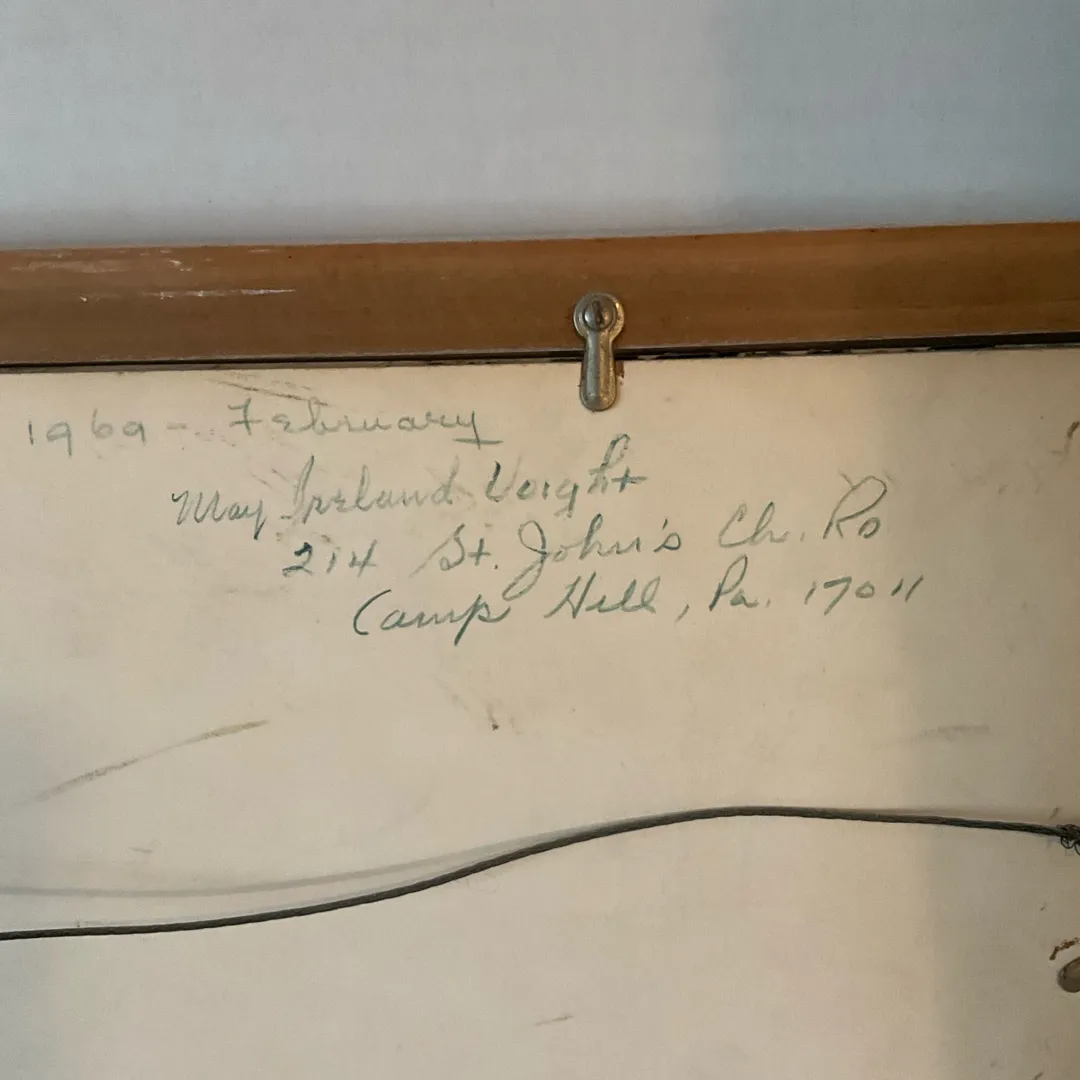 1969 - February
May Ireland Voight
214 St. John's Ch. Rd
Camp Hill, Pa. 17011